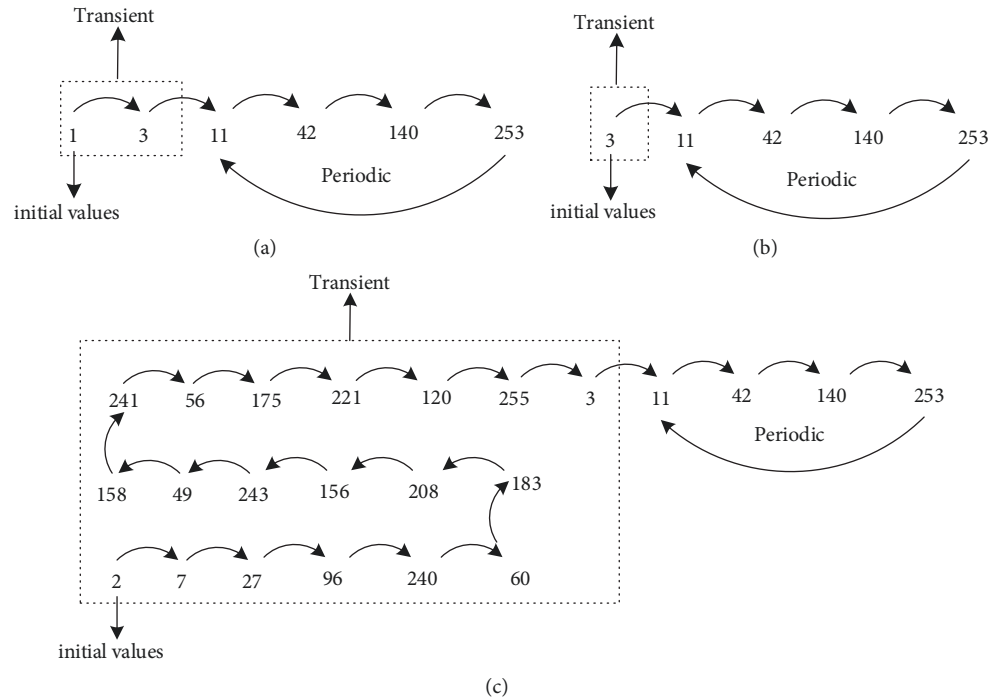 Transient
1 3 11 42 140 253
Periodic
initial values
(a)
Transient
3 11 42 140 253
Periodic
initial values
(b)
Transient
241 56 175 221 120 255 3 11 42 140 253
Periodic
158 49 243 156 208 183
2 7 27 96 240 60
initial values
(c)